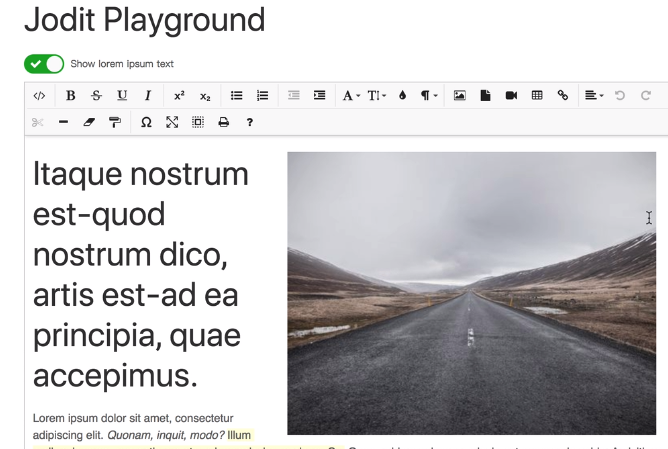 Jodit Playground
Show lorem ipsum text
</> B S U I x² x₂ A T ¶
Ω ?
Itaque nostrum
est-quod
nostrum dico,
artis est-ad ea
principia, quae
accepimus.
Lorem ipsum dolor sit amet, consectetur
adipiscing elit. Quonam, inquit, modo? Illum